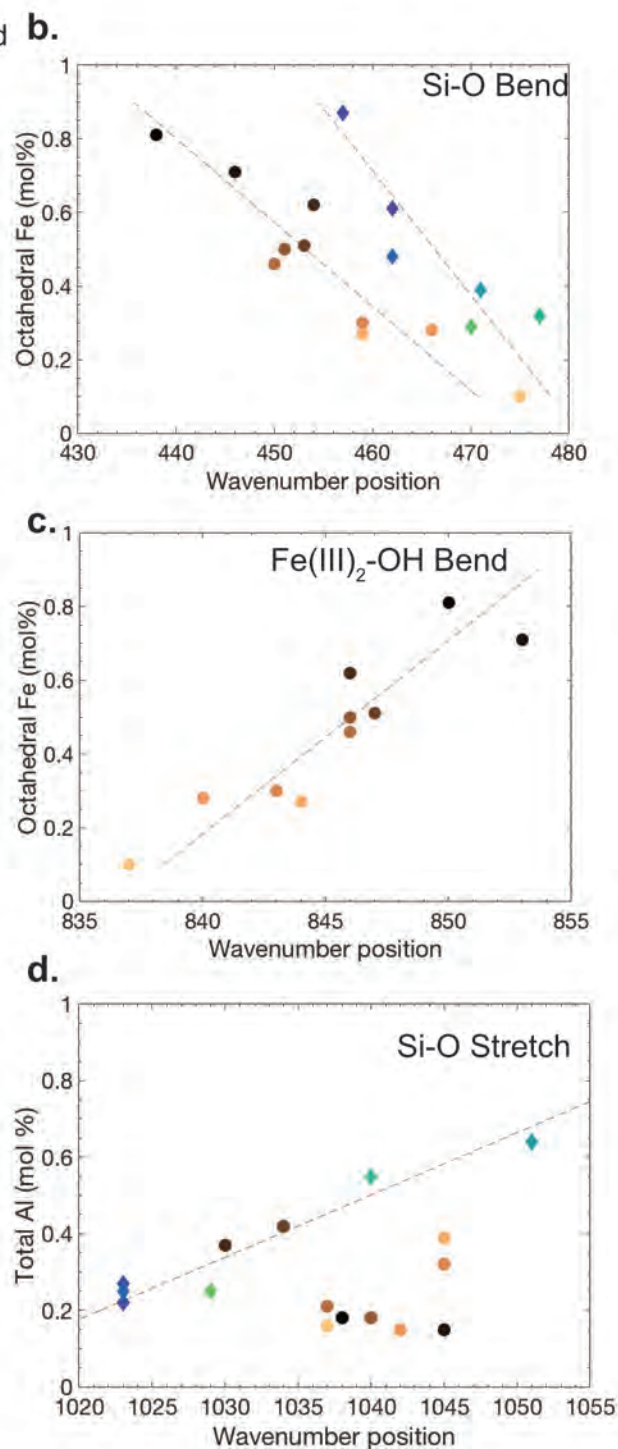 d
b.
Si-O Bend
Octahedral Fe (mol%)
1
0.8
0.6
0.4
0.2
0
430 440 450 460 470 480
Wavenumber position
c.
Fe(III)2-OH Bend
Octahedral Fe (mol%)
1
0.8
0.6
0.4
0.2
0
835 840 845 850 855
Wavenumber position
d.
Si-O Stretch
Total Al (mol %)
1
0.8
0.6
0.4
0.2
0
1020 1025 1030 1035 1040 1045 1050 1055
Wavenumber position